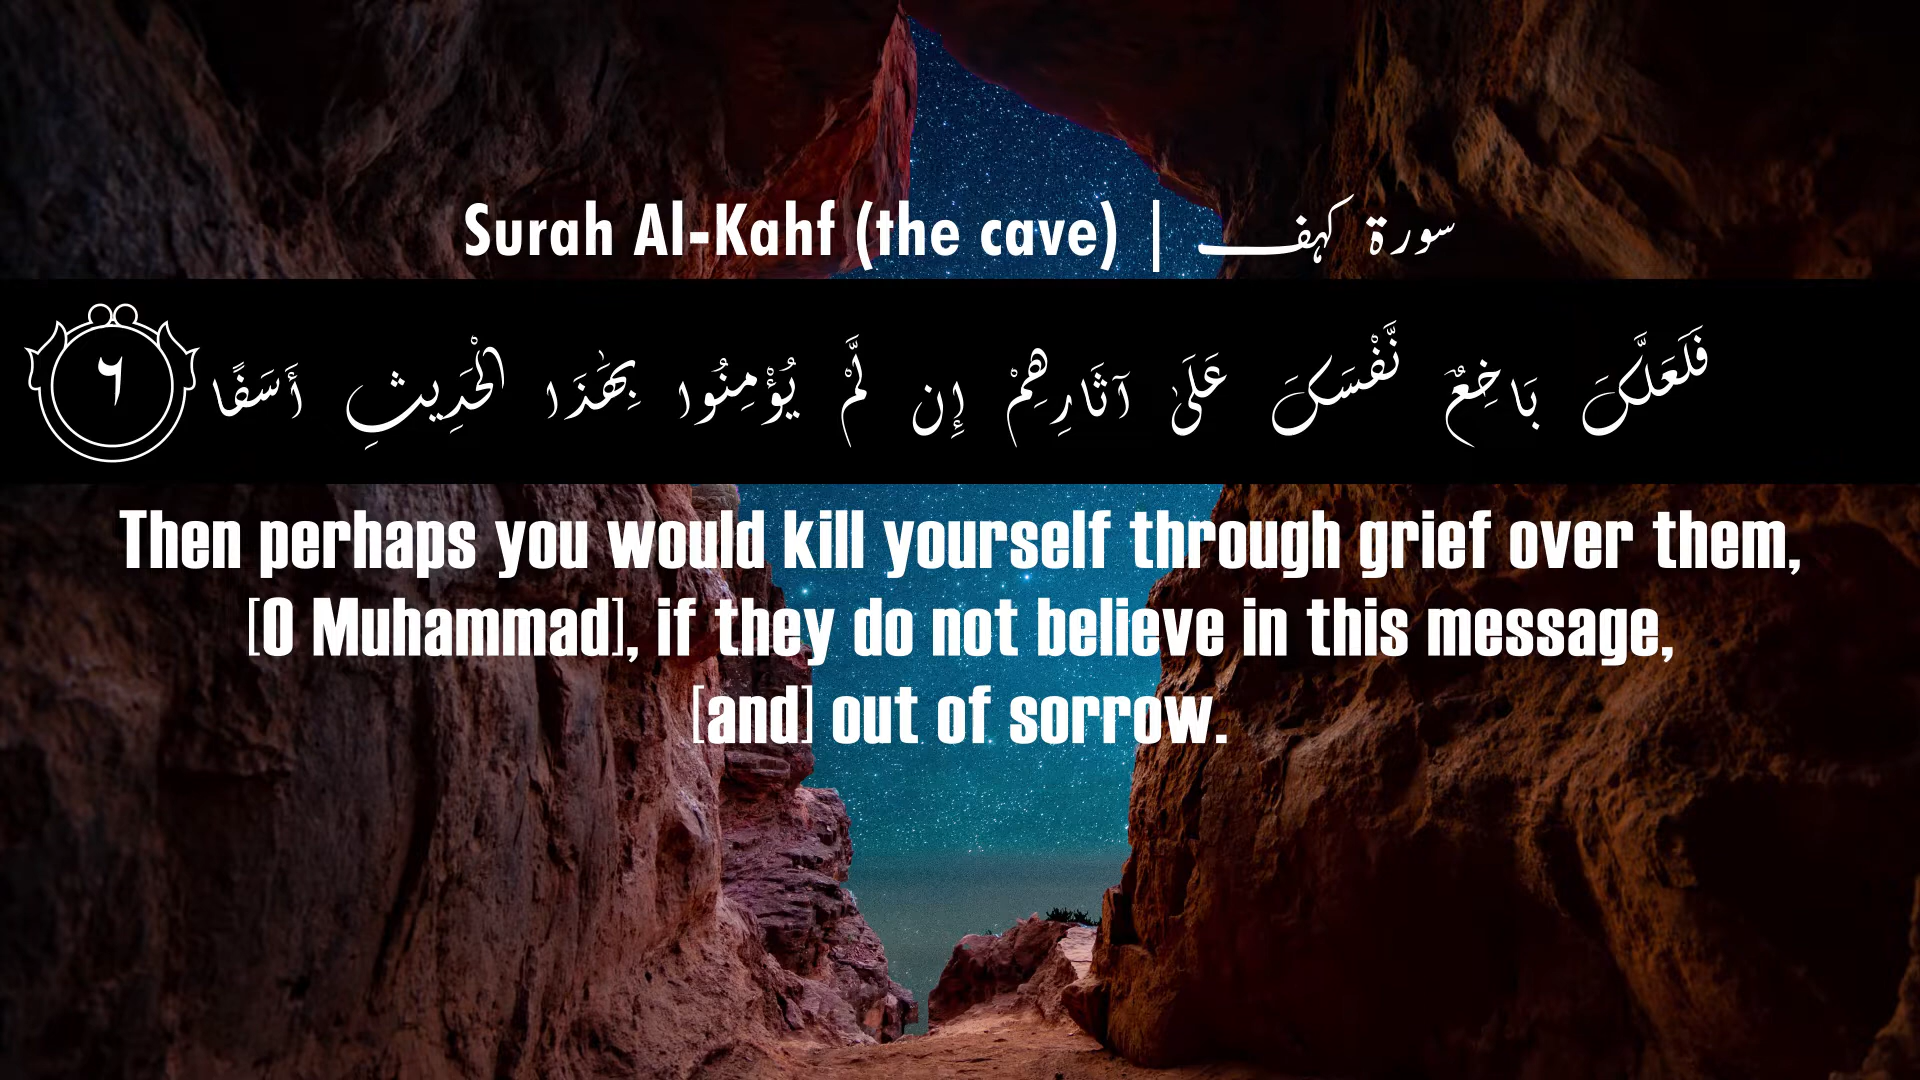 Surah Al-Kahf (the cave) | سورة کہف
فَلَعَلَّكَ بَاخِعٌ نَّفْسَكَ عَلَىٰ آثَارِهِمْ إِن لَّمْ يُؤْمِنُوا بِهَٰذَا الْحَدِيثِ أَسَفًا ٦
Then perhaps you would kill yourself through grief over them,
[O Muhammad], if they do not believe in this message,
[and] out of sorrow.